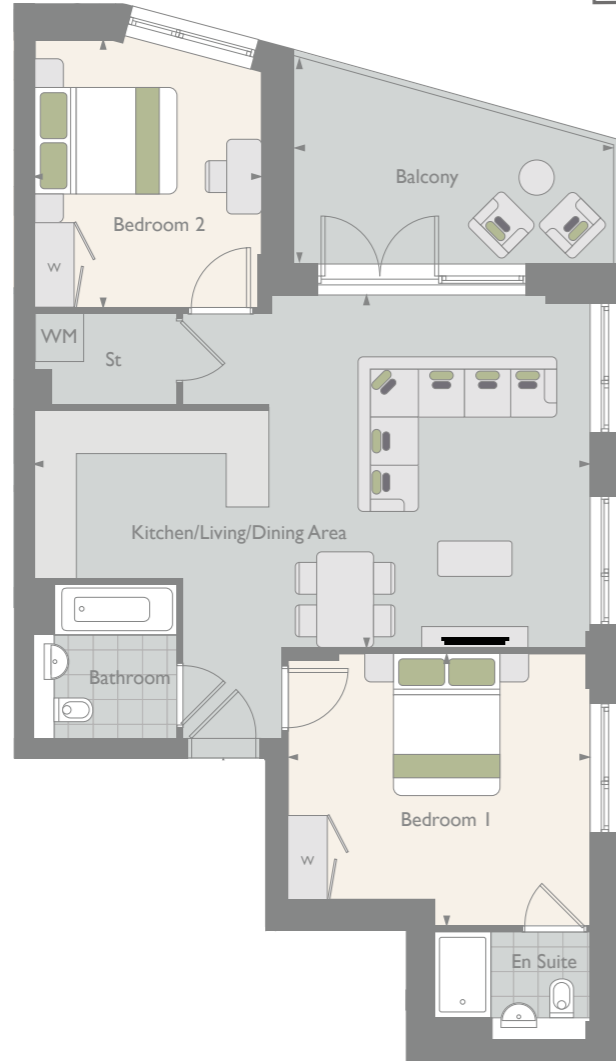 Balcony
Bedroom 2
w
WM
St
Kitchen/Living/Dining Area
Bathroom
Bedroom 1
w
En Suite